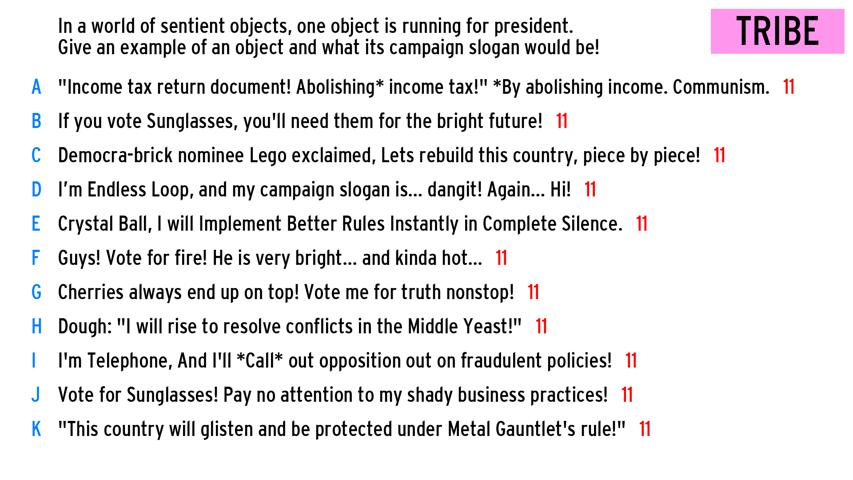 In a world of sentient objects, one object is running for president.
Give an example of an object and what its campaign slogan would be!
TRIBE
A "Income tax return document! Abolishing* income tax!" *By abolishing income. Communism. 11
B If you vote Sunglasses, you'll need them for the bright future! 11
C Democra-brick nominee Lego exclaimed, Lets rebuild this country, piece by piece! 11
D I'm Endless Loop, and my campaign slogan is... dangit! Again... Hi! 11
E Crystal Ball, I will Implement Better Rules Instantly in Complete Silence. 11
F Guys! Vote for fire! He is very bright... and kinda hot... 11
G Cherries always end up on top! Vote me for truth nonstop! 11
H Dough: "I will rise to resolve conflicts in the Middle Yeast!" 11
I I'm Telephone, And I'll *Call* out opposition out on fraudulent policies! 11
J Vote for Sunglasses! Pay no attention to my shady business practices! 11
K "This country will glisten and be protected under Metal Gauntlet's rule!" 11